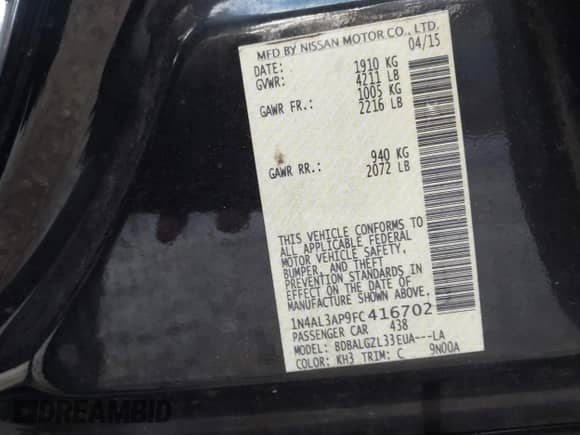 MFD BY NISSAN MOTOR CO., LTD.
DATE: 04/15
GVWR: 1910 KG
4211 LB
GAWR FR.: 1005 KG
2216 LB
GAWR RR.: 940 KG
2072 LB
THIS VEHICLE CONFORMS TO
ALL APPLICABLE FEDERAL
MOTOR VEHICLE SAFETY,
BUMPER, AND THEFT
PREVENTION STANDARDS IN
EFFECT ON THE DATE OF
MANUFACTURE SHOWN ABOVE.
1N4AL3AP9FC416702
PASSENGER CAR 438
MODEL: BDBALGZL33EUA---LA
COLOR: KH3 TRIM: C 9N00A
DREAMBID